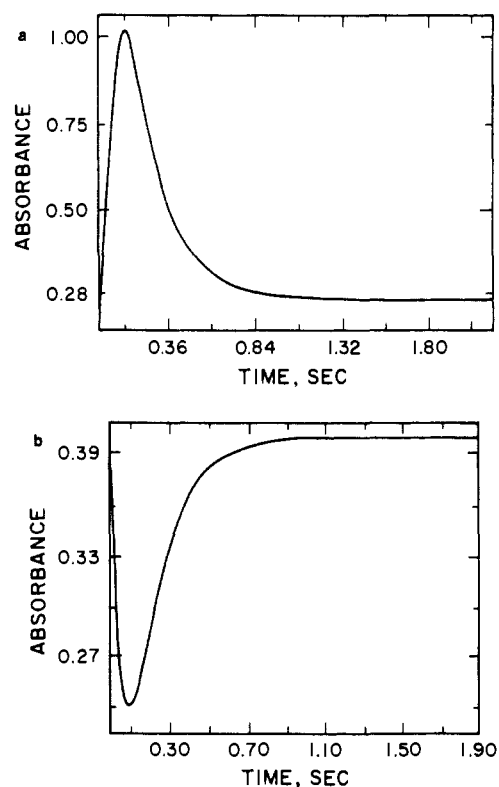 a
1.00
0.75
0.50
0.28
ABSORBANCE
0.36 0.84 1.32 1.80
TIME, SEC
b
0.39
0.33
0.27
ABSORBANCE
0.30 0.70 1.10 1.50 1.90
TIME, SEC